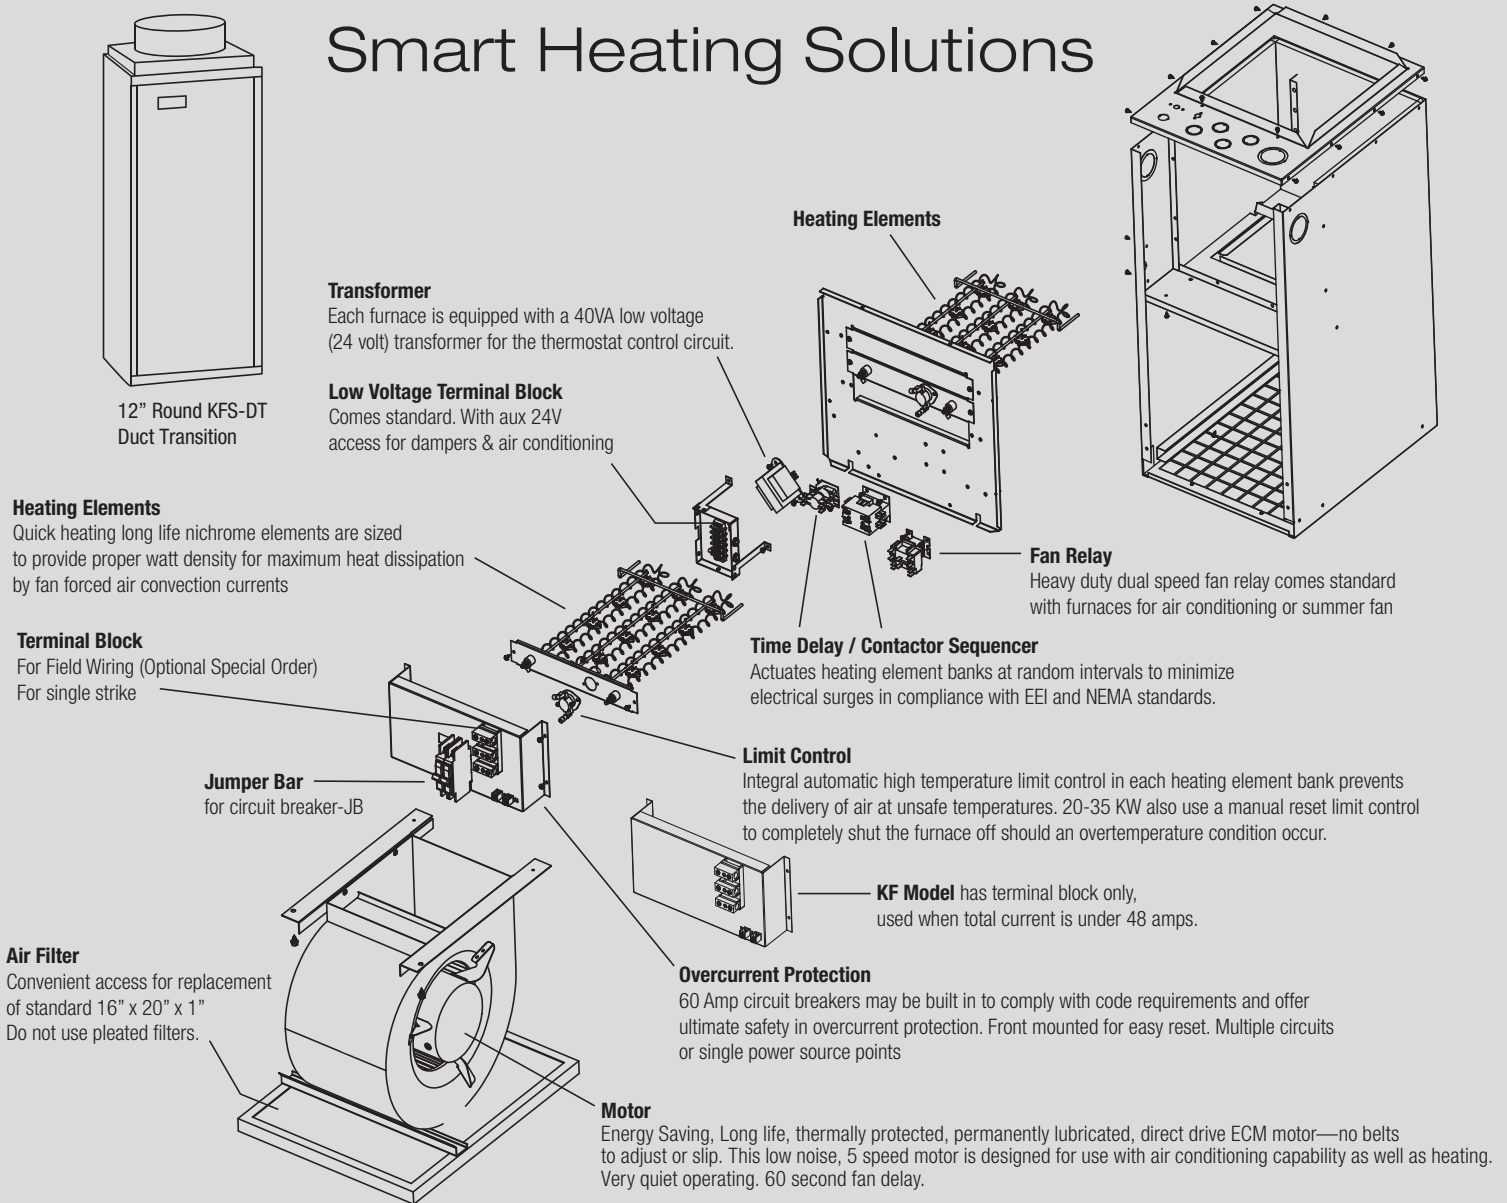 Smart Heating Solutions
12” Round KFS-DT
Duct Transition
Heating Elements
Transformer
Each furnace is equipped with a 40VA low voltage
(24 volt) transformer for the thermostat control circuit.
Low Voltage Terminal Block
Comes standard. With aux 24V
access for dampers & air conditioning
Heating Elements
Quick heating long life nichrome elements are sized
to provide proper watt density for maximum heat dissipation
by fan forced air convection currents
Fan Relay
Heavy duty dual speed fan relay comes standard
with furnaces for air conditioning or summer fan
Terminal Block
For Field Wiring (Optional Special Order)
For single strike
Time Delay / Contactor Sequencer
Actuates heating element banks at random intervals to minimize
electrical surges in compliance with EEI and NEMA standards.
Limit Control
Integral automatic high temperature limit control in each heating element bank prevents
the delivery of air at unsafe temperatures. 20-35 KW also use a manual reset limit control
to completely shut the furnace off should an overtemperature condition occur.
Jumper Bar
for circuit breaker-JB
KF Model has terminal block only,
used when total current is under 48 amps.
Air Filter
Convenient access for replacement
of standard 16” x 20” x 1”
Do not use pleated filters.
Overcurrent Protection
60 Amp circuit breakers may be built in to comply with code requirements and offer
ultimate safety in overcurrent protection. Front mounted for easy reset. Multiple circuits
or single power source points
Motor
Energy Saving, Long life, thermally protected, permanently lubricated, direct drive ECM motor—no belts
to adjust or slip. This low noise, 5 speed motor is designed for use with air conditioning capability as well as heating.
Very quiet operating. 60 second fan delay.